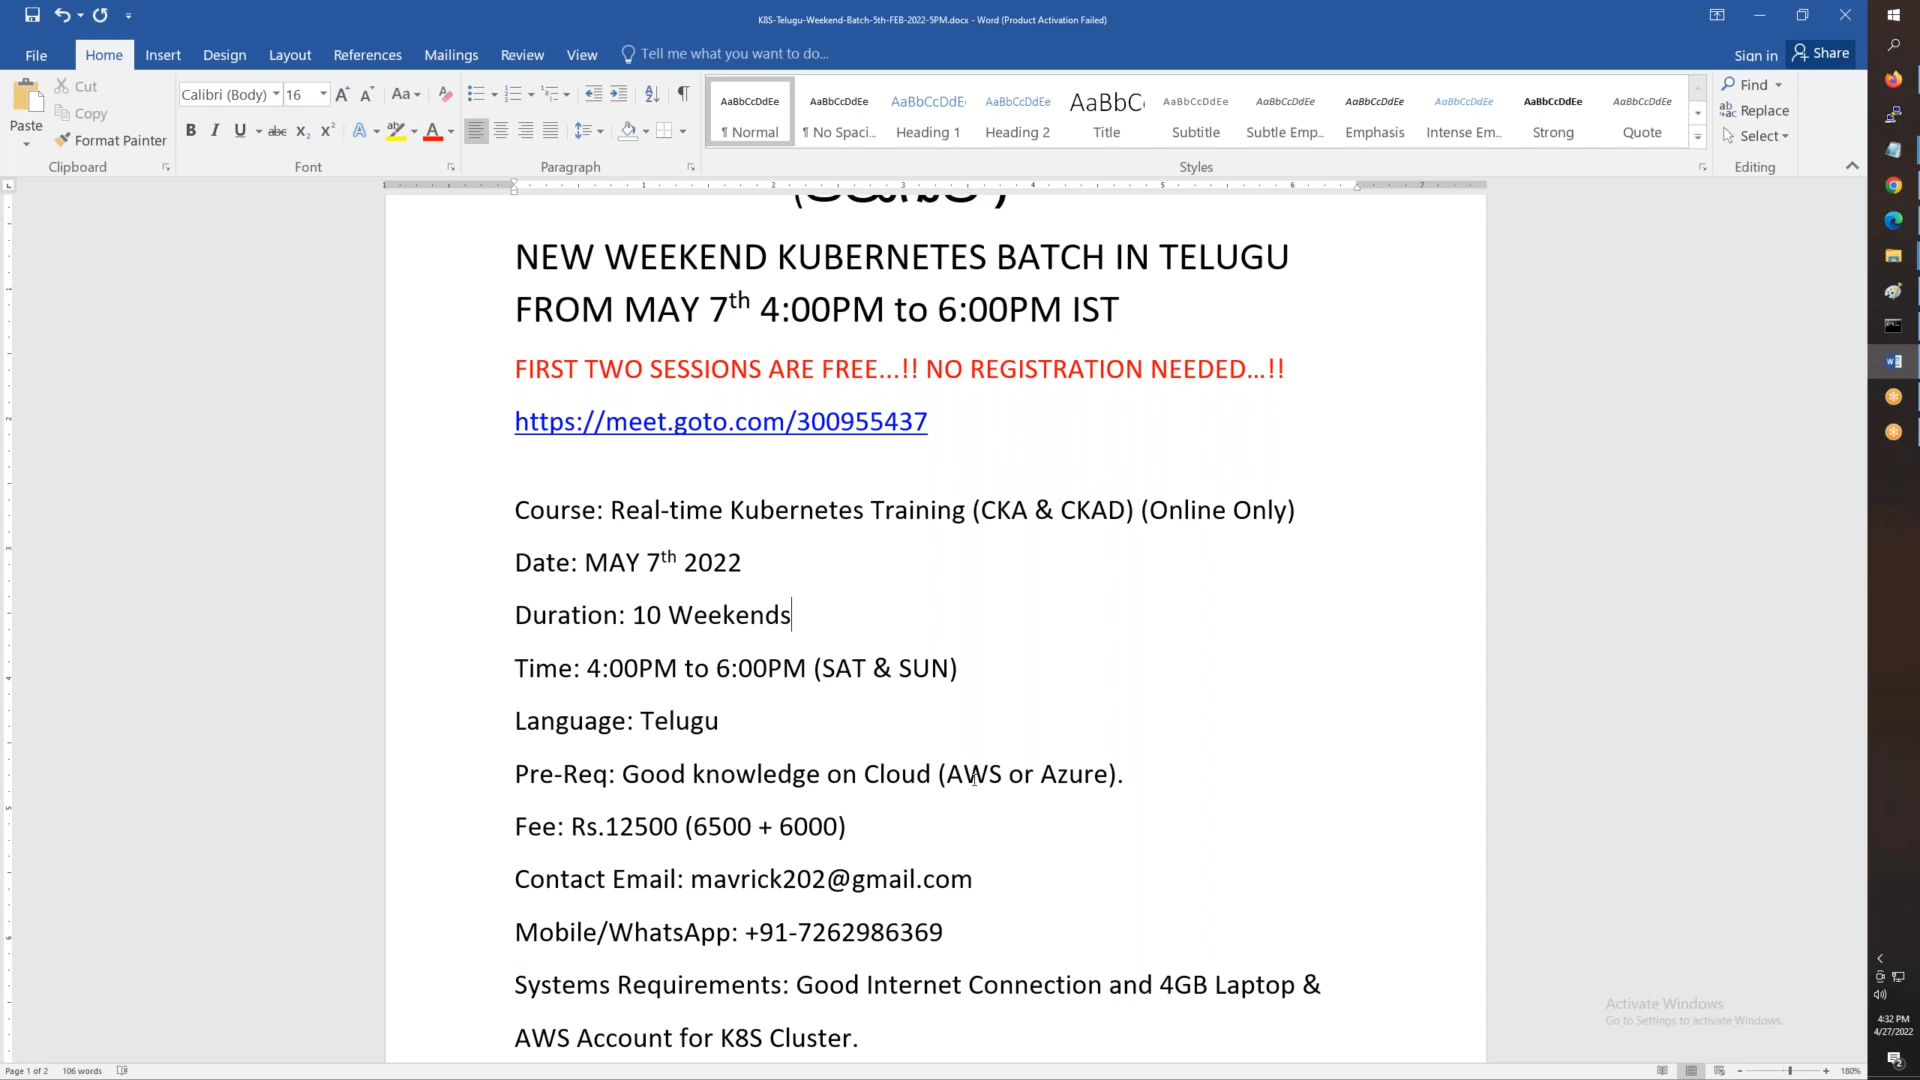 K8S-Telugu-Weekend-Batch-5th-FEB-2022-5PM.docx - Word (Product Activation Failed)
File Home Insert Design Layout References Mailings Review View Tell me what you want to do... Sign in Share
Paste Cut
Copy
Format Painter
Clipboard
Calibri (Body) 16
Font
Paragraph
AaBbCcDdEe AaBbCcDdEe AaBbCcDdE AaBbCcDdEe AaBbC AaBbCcDdEe AaBbCcDdEe AaBbCcDdEe AaBbCcDdEe AaBbCcDdEe AaBbCcDdEe
¶ Normal ¶ No Spaci... Heading 1 Heading 2 Title Subtitle Subtle Emp... Emphasis Intense Em... Strong Quote
Styles
Find
Replace
Select
Editing
NEW WEEKEND KUBERNETES BATCH IN TELUGU
FROM MAY 7th 4:00PM to 6:00PM IST
FIRST TWO SESSIONS ARE FREE...!! NO REGISTRATION NEEDED...!!
https://meet.goto.com/300955437
Course: Real-time Kubernetes Training (CKA & CKAD) (Online Only)
Date: MAY 7th 2022
Duration: 10 Weekends
Time: 4:00PM to 6:00PM (SAT & SUN)
Language: Telugu
Pre-Req: Good knowledge on Cloud (AWS or Azure).
Fee: Rs.12500 (6500 + 6000)
Contact Email: mavrick202@gmail.com
Mobile/WhatsApp: +91-7262986369
Systems Requirements: Good Internet Connection and 4GB Laptop &
AWS Account for K8S Cluster.
Activate Windows
Go to Settings to activate Windows.
4:32 PM
4/27/2022
Page 1 of 2 106 words
180%